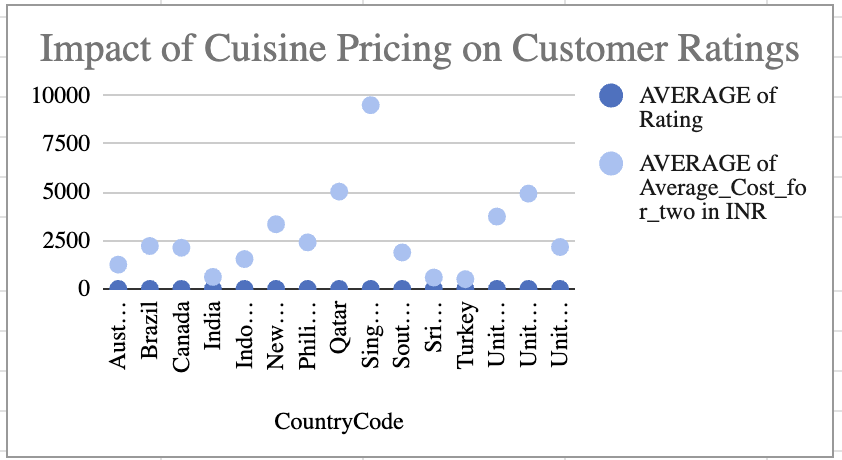 Impact of Cuisine Pricing on Customer Ratings
10000
7500
5000
2500
0
Aust...
Brazil
Canada
India
Indo...
New...
Phili...
Qatar
Sing...
Sout...
Sri...
Turkey
Unit...
Unit...
Unit...
CountryCode
AVERAGE of
Rating
AVERAGE of
Average_Cost_fo
r_two in INR